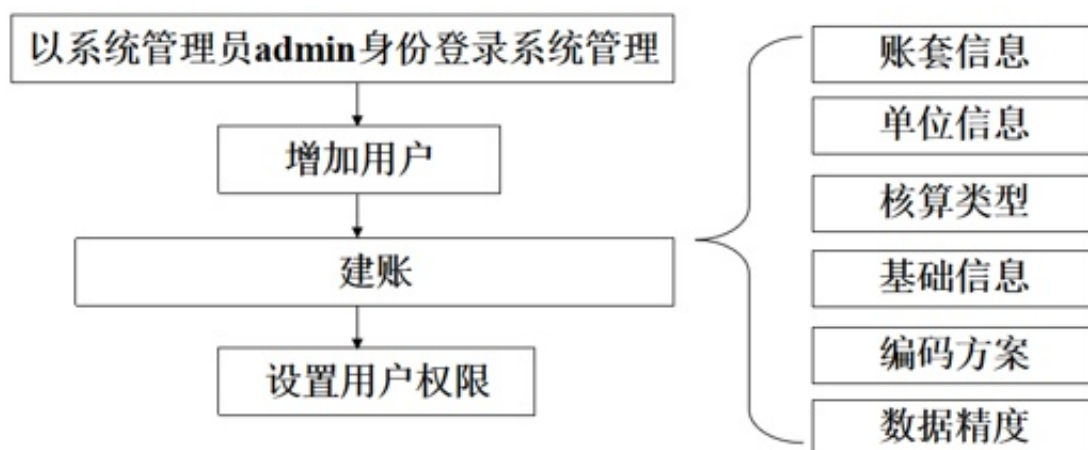 以系统管理员admin身份登录系统管理
增加用户
建账
设置用户权限
账套信息
单位信息
核算类型
基础信息
编码方案
数据精度